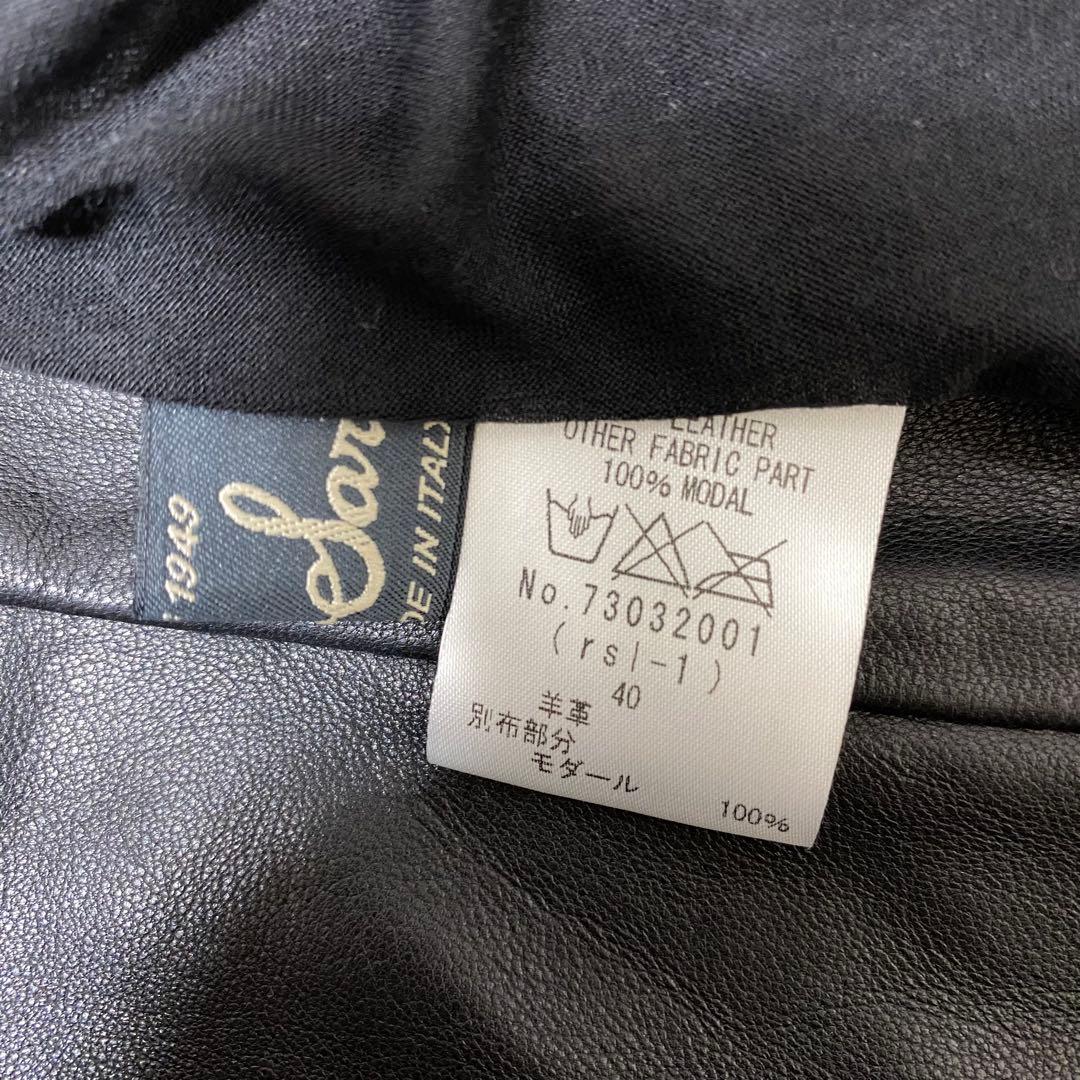 1949
LEATHER
OTHER FABRIC PART
100% MODAL
No.73032001
(rsl-1)
40
羊革
別布部分
モダール 100%
IN ITALY